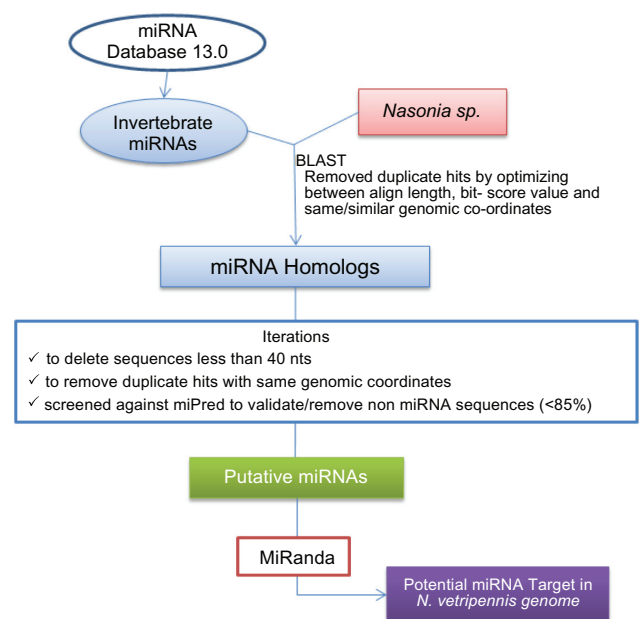 miRNA
Database 13.0
Invertebrate
miRNAs
Nasonia sp.
BLAST
Removed duplicate hits by optimizing
between align length, bit- score value and
same/similar genomic co-ordinates
miRNA Homologs
Iterations
✓ to delete sequences less than 40 nts
✓ to remove duplicate hits with same genomic coordinates
✓ screened against miPred to validate/remove non miRNA sequences (<85%)
Putative miRNAs
MiRanda
Potential miRNA Target in
N. vetripennis genome